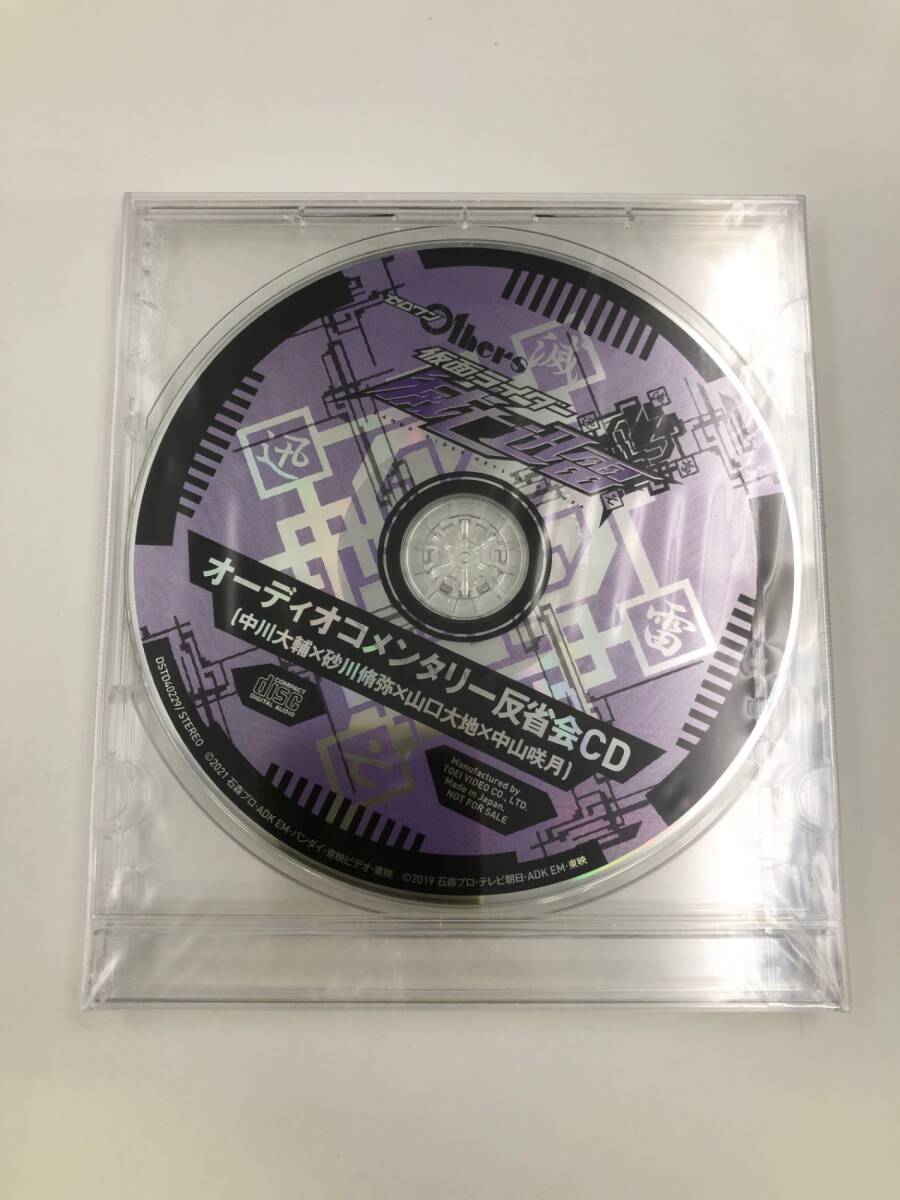 ゼロワン Others
仮面ライダー
滅亡迅雷
滅
迅
雷
亡
オーディオコメンタリー反省会CD
[中川大輔×砂川脩弥×山口大地×中山咲月]
COMPACT
disc
DIGITAL AUDIO
DSTD40229/STEREO
Manufactured by
TOEI VIDEO CO., LTD.
Made in Japan.
NOT FOR SALE
©2021 石森プロ・ADK EM・バンダイ・東映ビデオ・東映 ©2019 石森プロ・テレビ朝日・ADK EM・東映